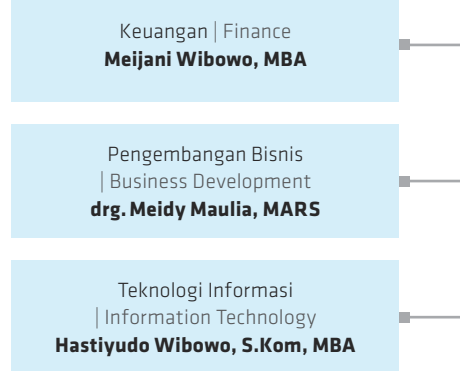 Keuangan | Finance
Meijani Wibowo, MBA
Pengembangan Bisnis
| Business Development
drg. Meidy Maulia, MARS
Teknologi Informasi
| Information Technology
Hastiyudo Wibowo, S.Kom, MBA